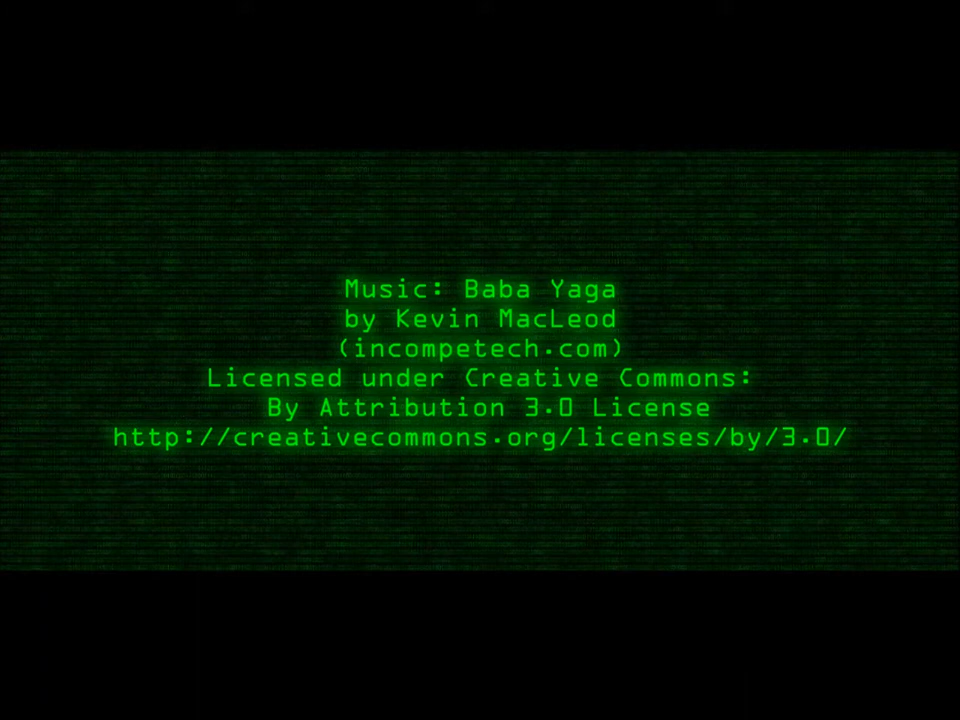 Music: Baba Yaga
by Kevin MacLeod
(incompetech.com)
Licensed under Creative Commons:
By Attribution 3.0 License
http://creativecommons.org/licenses/by/3.0/